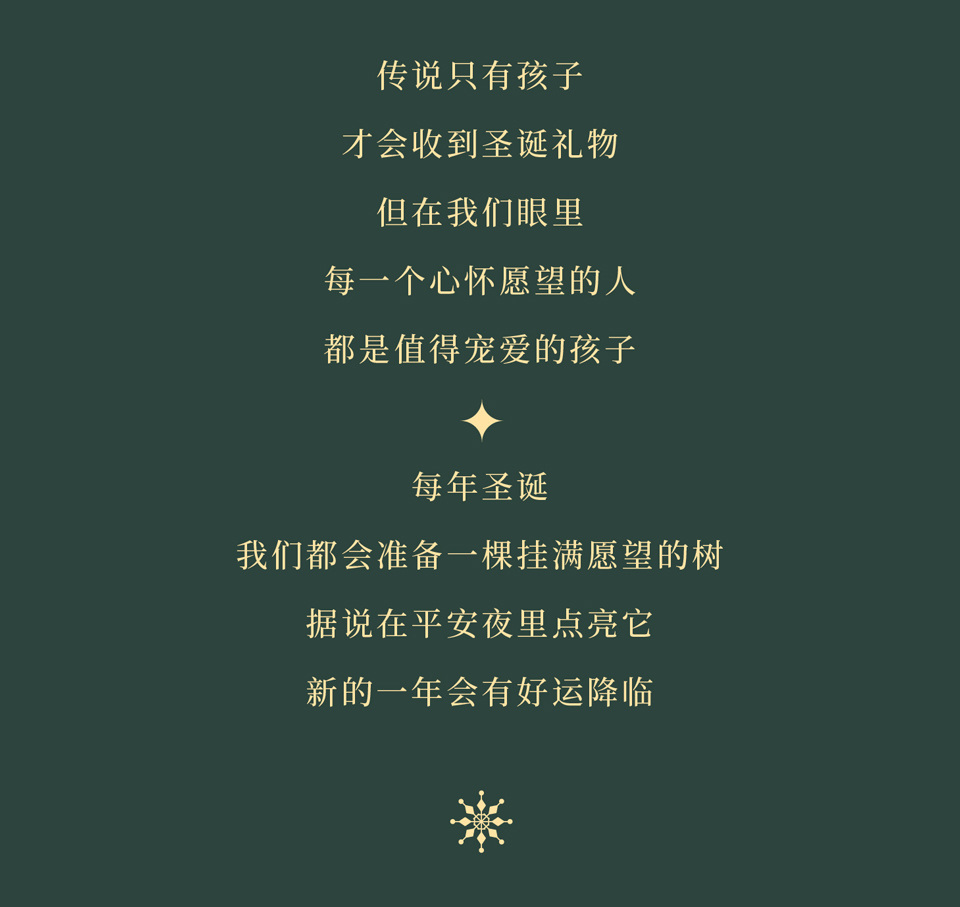 传说只有孩子
才会收到圣诞礼物
但在我们眼里
每一个心怀愿望的人
都是值得宠爱的孩子
每年圣诞
我们都会准备一棵挂满愿望的树
据说在平安夜里点亮它
新的一年会有好运降临